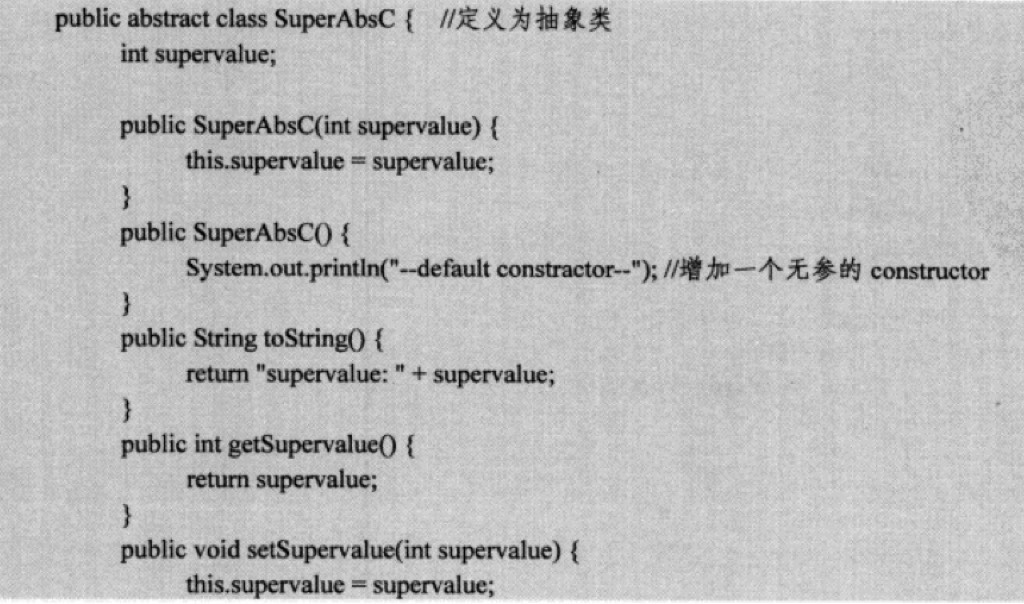 public abstract class SuperAbsC {   //定义为抽象类
int supervalue;
public SuperAbsC(int supervalue) {
this.supervalue = supervalue;
}
public SuperAbsC() {
System.out.println("--default constractor--"); //增加一个无参的 constructor
}
public String toString() {
return "supervalue: " + supervalue;
}
public int getSupervalue() {
return supervalue;
}
public void setSupervalue(int supervalue) {
this.supervalue = supervalue;